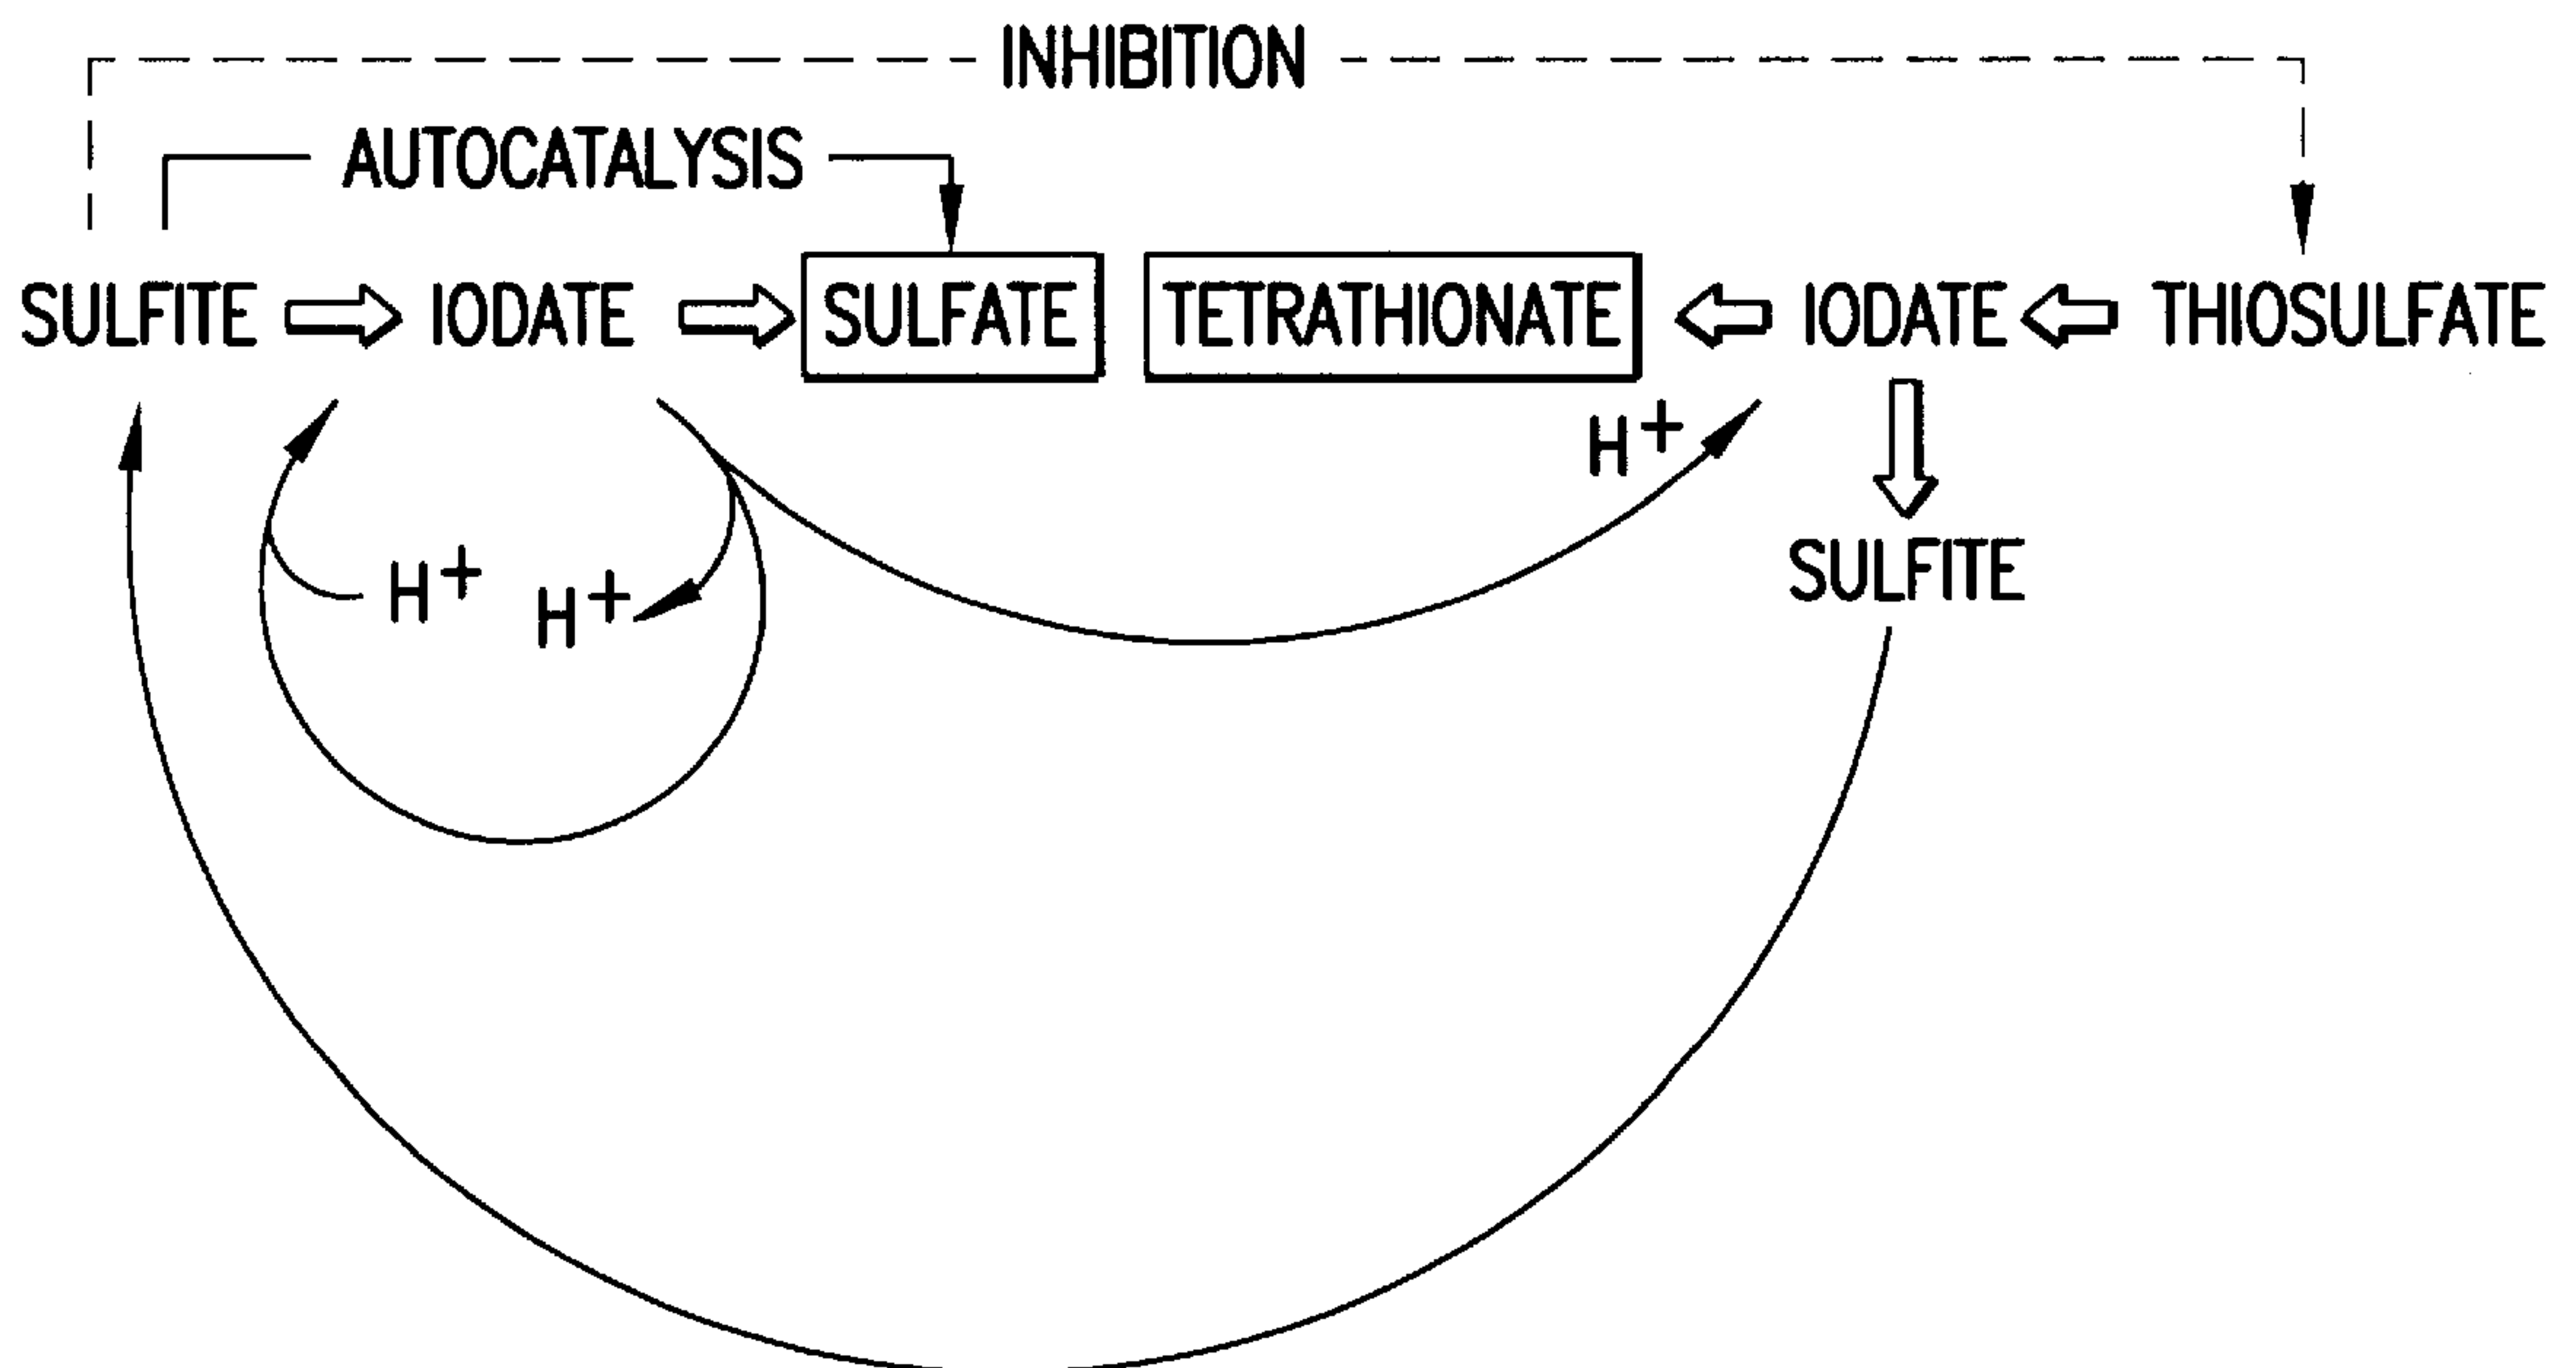 INHIBITION
AUTOCATALYSIS
SULFITE IODATE SULFATE TETRATHIONATE IODATE THIOSULFATE
H+
SULFITE
H+ H+